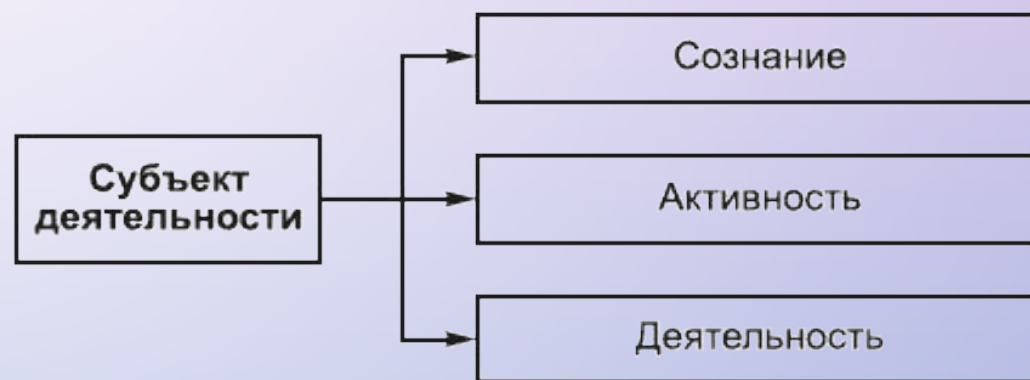 Сознание
Субъект
деятельности
Активность
Деятельность